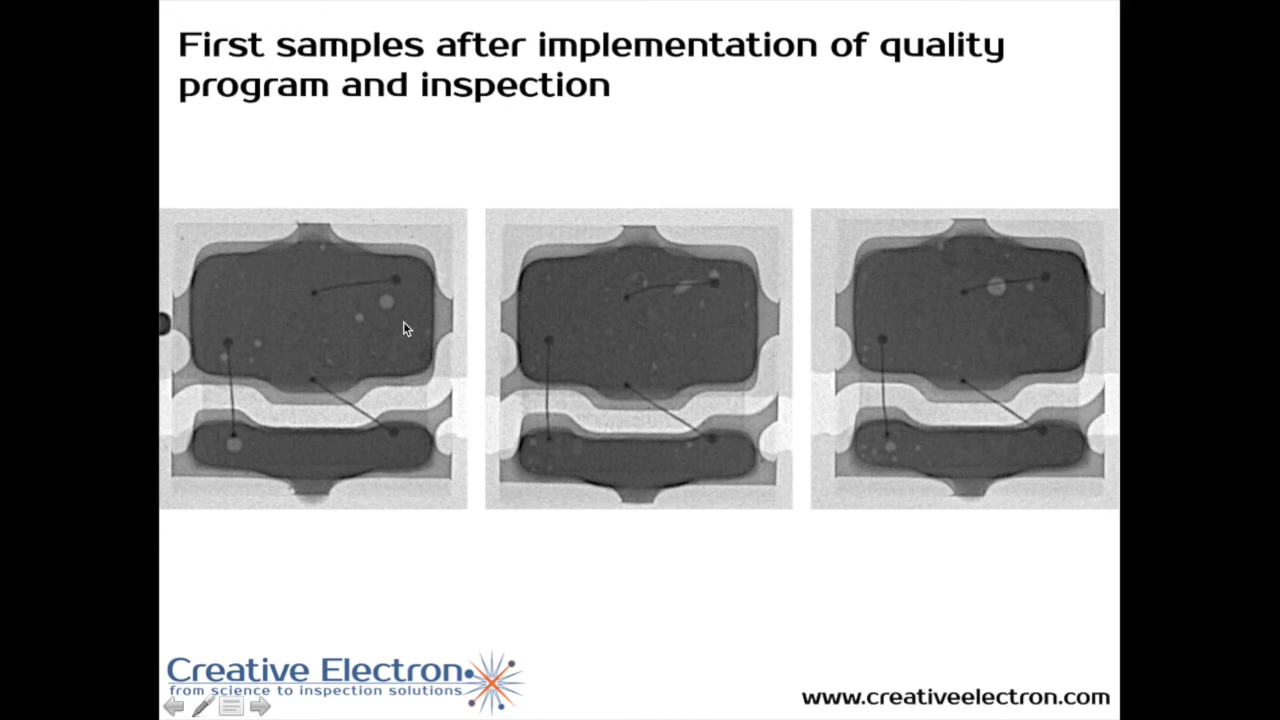 First samples after implementation of quality
program and inspection
Creative Electron
from science to inspection solutions
www.creativeelectron.com